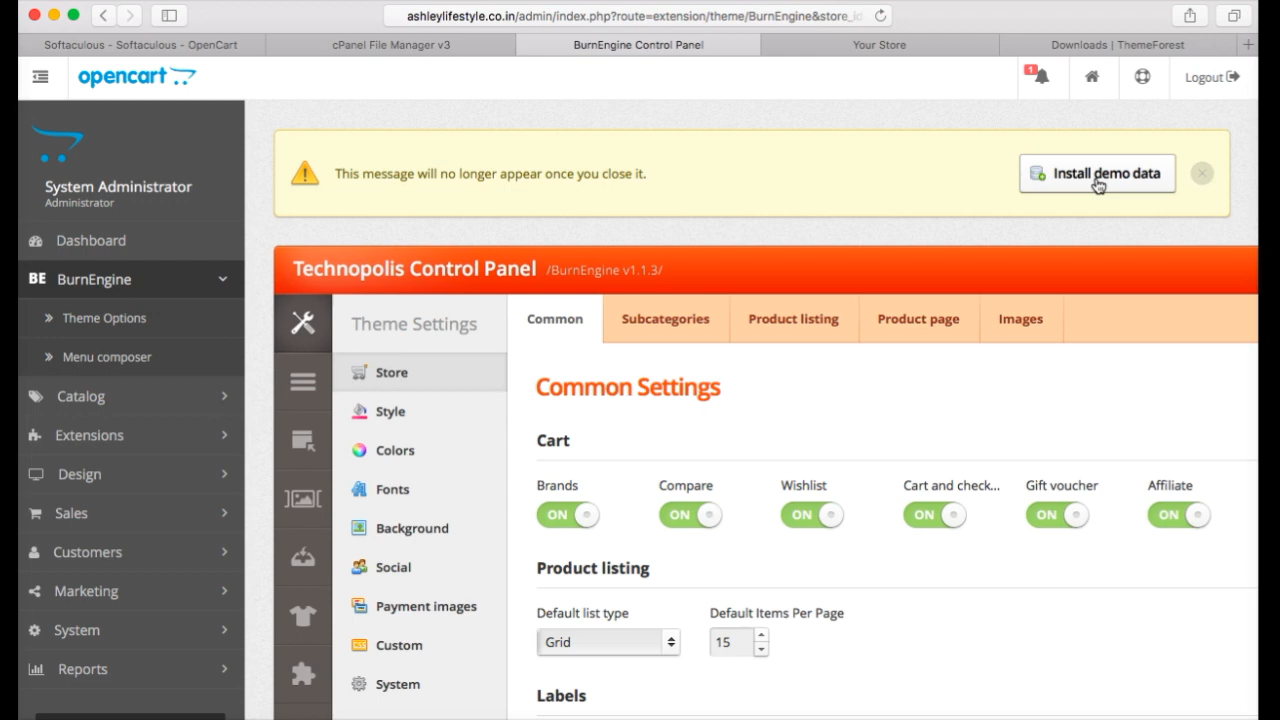 ashleylifestyle.co.in/admin/index.php?route=extension/theme/BurnEngine&store_id
Softaculous - Softaculous - OpenCart
cPanel File Manager v3
BurnEngine Control Panel
Your Store
Downloads | ThemeForest
opencart
1
Logout
System Administrator
Administrator
Dashboard
BE BurnEngine
Theme Options
Menu composer
Catalog
Extensions
Design
Sales
Customers
Marketing
System
Reports
This message will no longer appear once you close it.
Install demo data
Technopolis Control Panel /BurnEngine v1.1.3/
Theme Settings
Store
Style
Colors
Fonts
Background
Social
Payment images
Custom
System
Common
Subcategories
Product listing
Product page
Images
Common Settings
Cart
Brands
Compare
Wishlist
Cart and check...
Gift voucher
Affiliate
ON
ON
ON
ON
ON
ON
Product listing
Default list type
Default Items Per Page
Grid
15
Labels